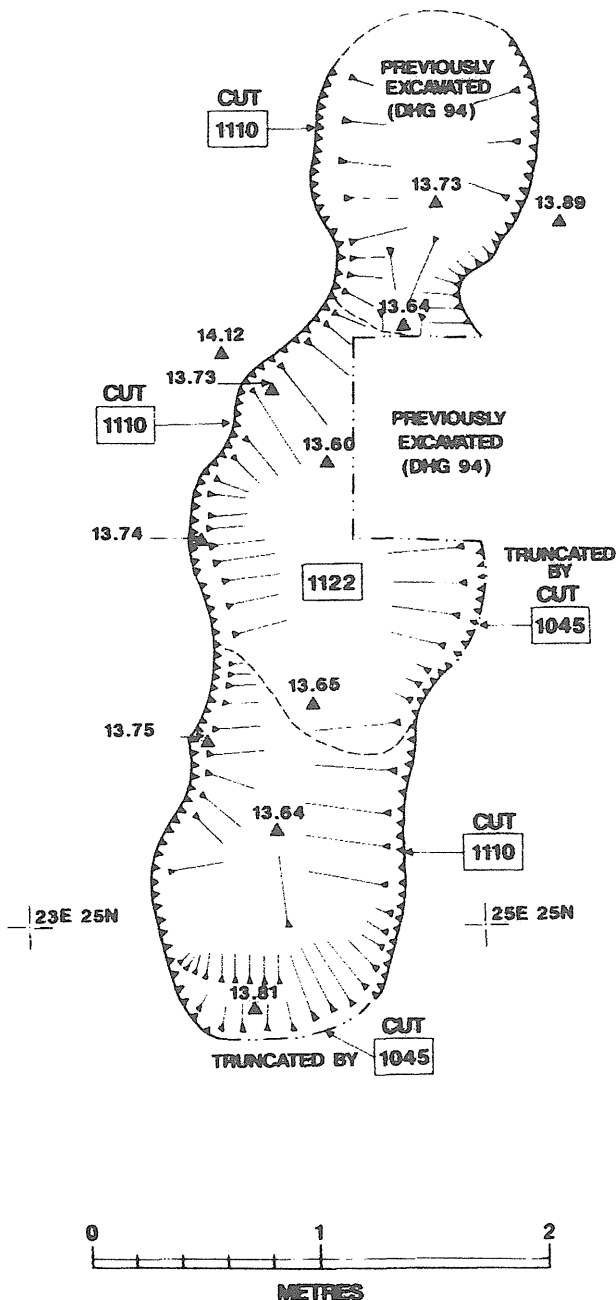 PREVIOUSLY
EXCAVATED
(DHG 94)
CUT
1110
13.73
13.89
13.64
14.12
13.73
CUT
1110
PREVIOUSLY
EXCAVATED
(DHG 94)
13.60
13.74
TRUNCATED
BY
CUT
1045
1122
13.65
13.75
13.64
CUT
1110
23E 25N
25E 25N
13.81
TRUNCATED BY
CUT
1045
0 1 2
METRES